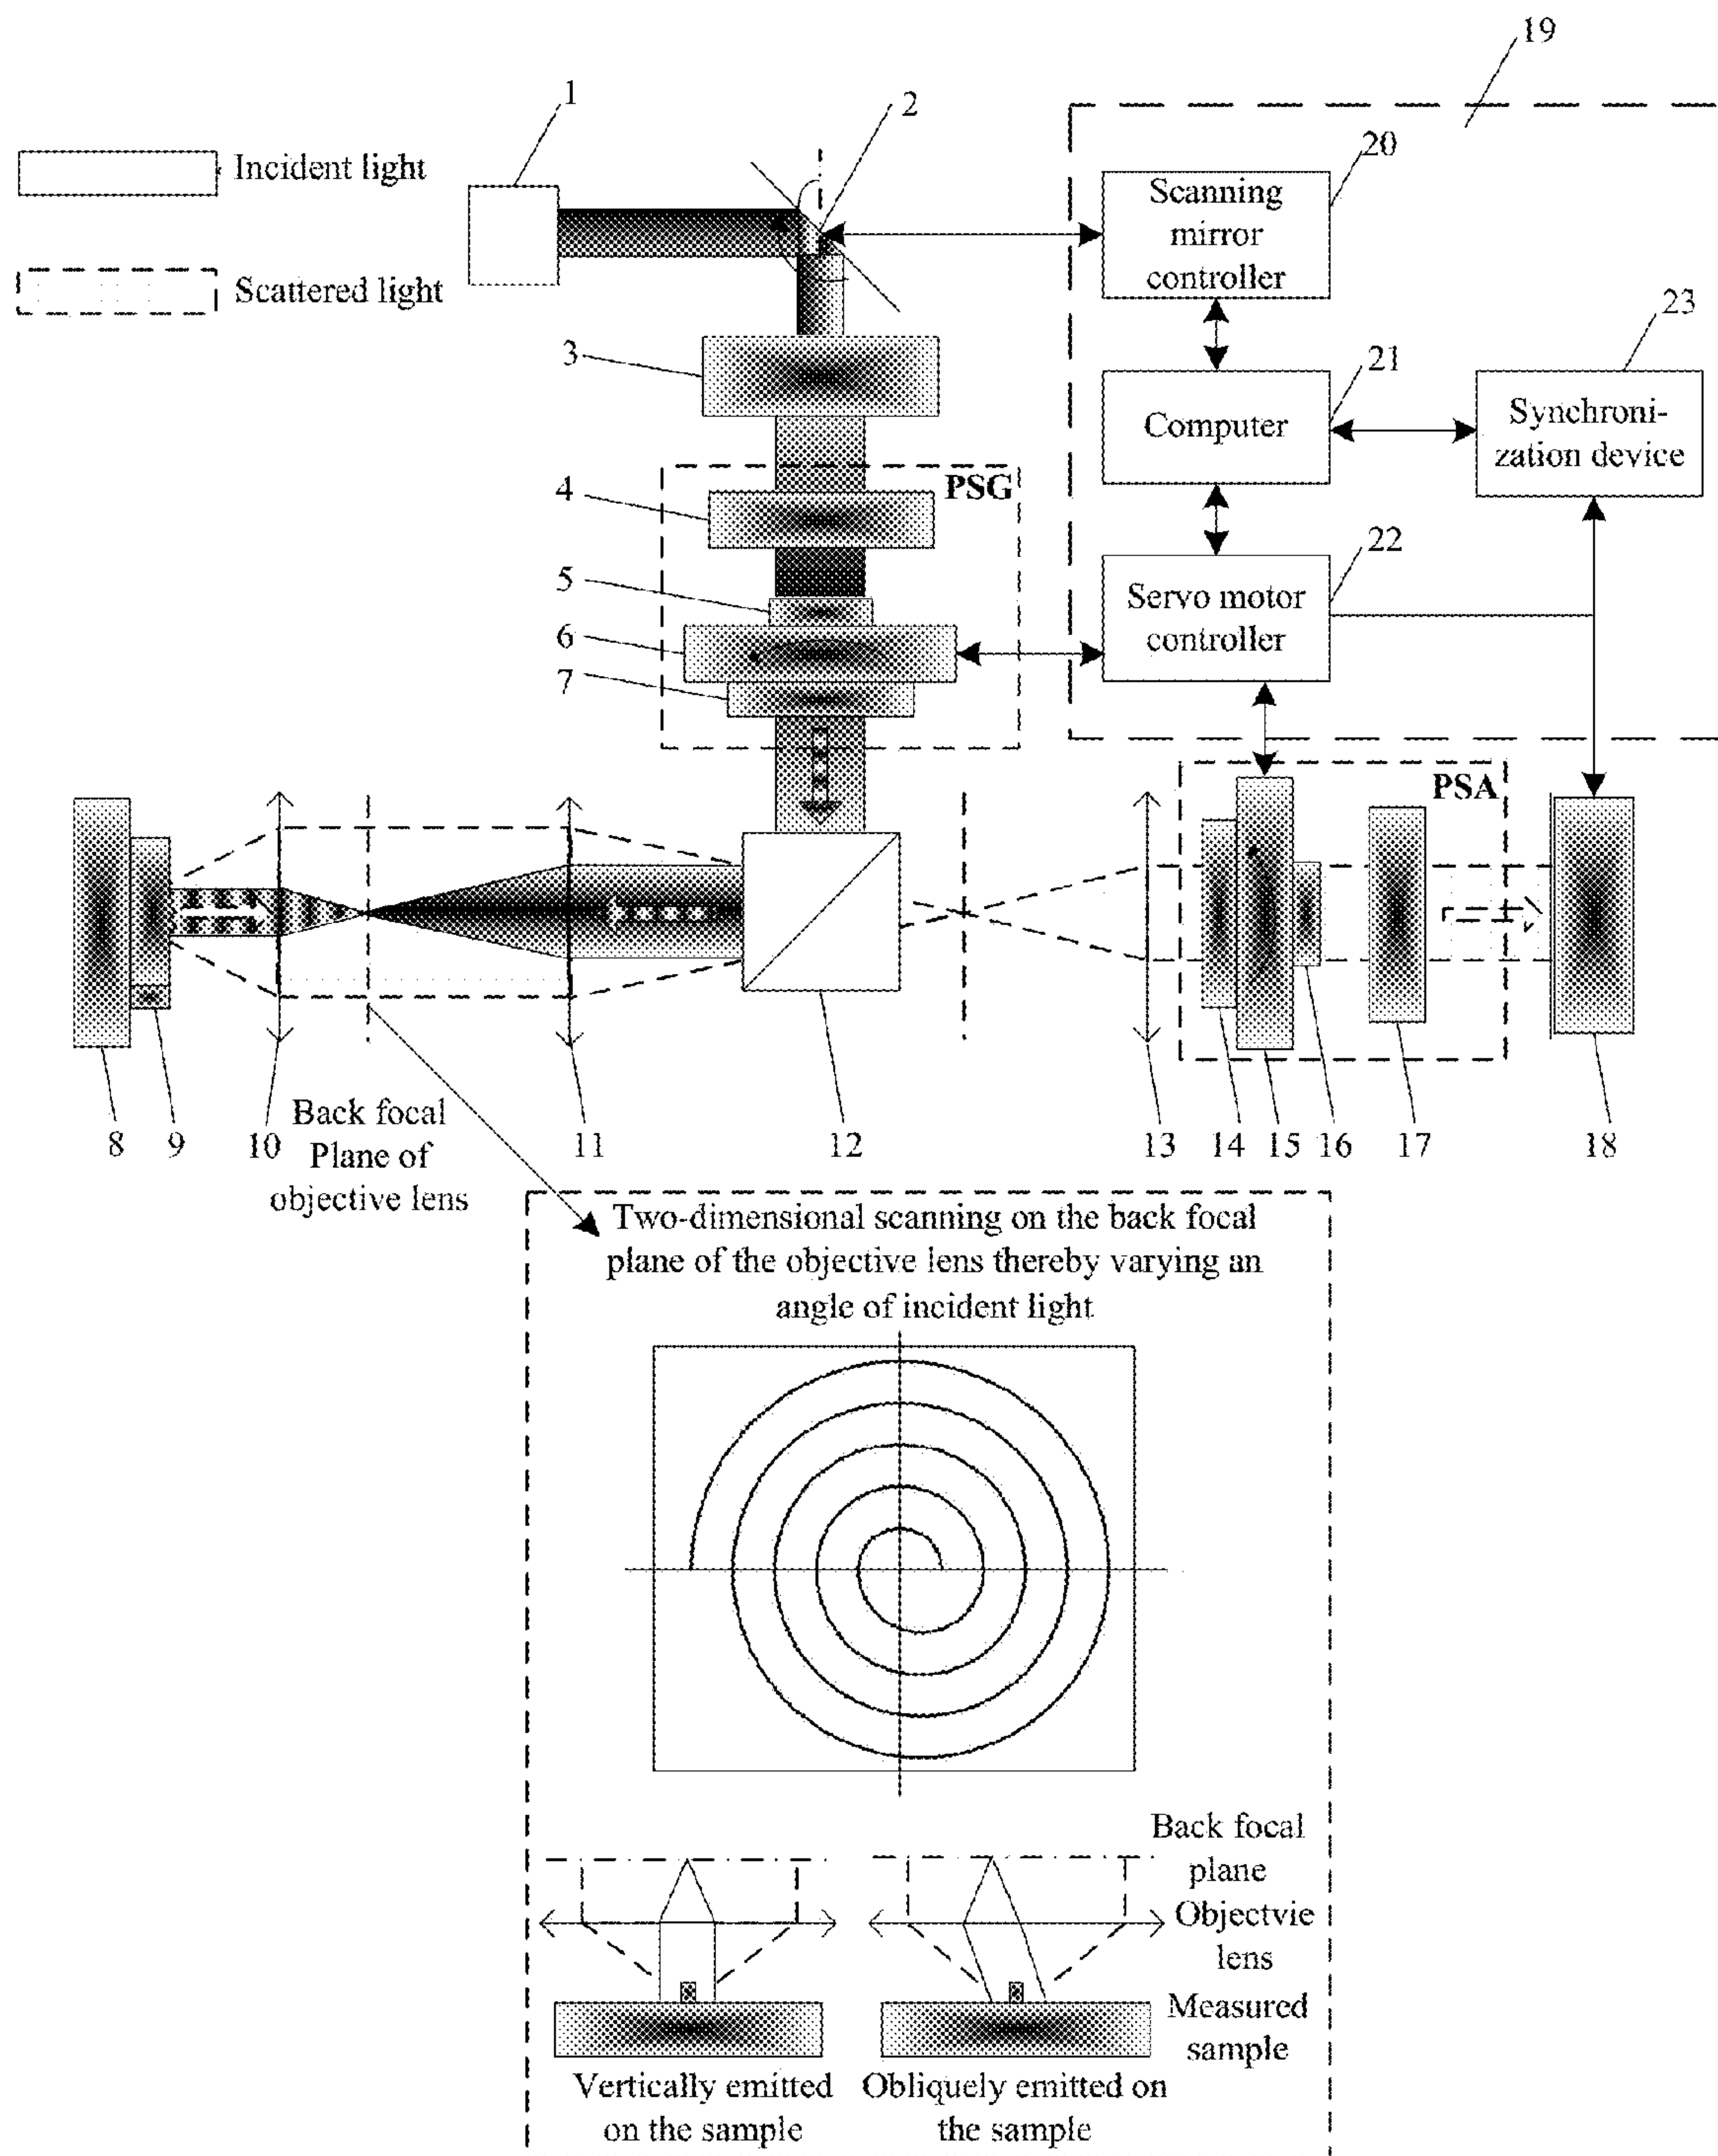 19
1
2
20
Incident light
Scanning
mirror
controller
Scattered light
23
3
21
Computer
Synchroni-
zation device
PSG
4
22
5
Servo motor
controller
6
7
PSA
8
9
10
11
12
13
14
15
16
17
18
Back focal
Plane of
objective lens
Two-dimensional scanning on the back focal
plane of the objective lens thereby varying an
angle of incident light
Back focal
plane
Objectvie
lens
Measured
sample
Vertically emitted
on the sample
Obliquely emitted on
the sample